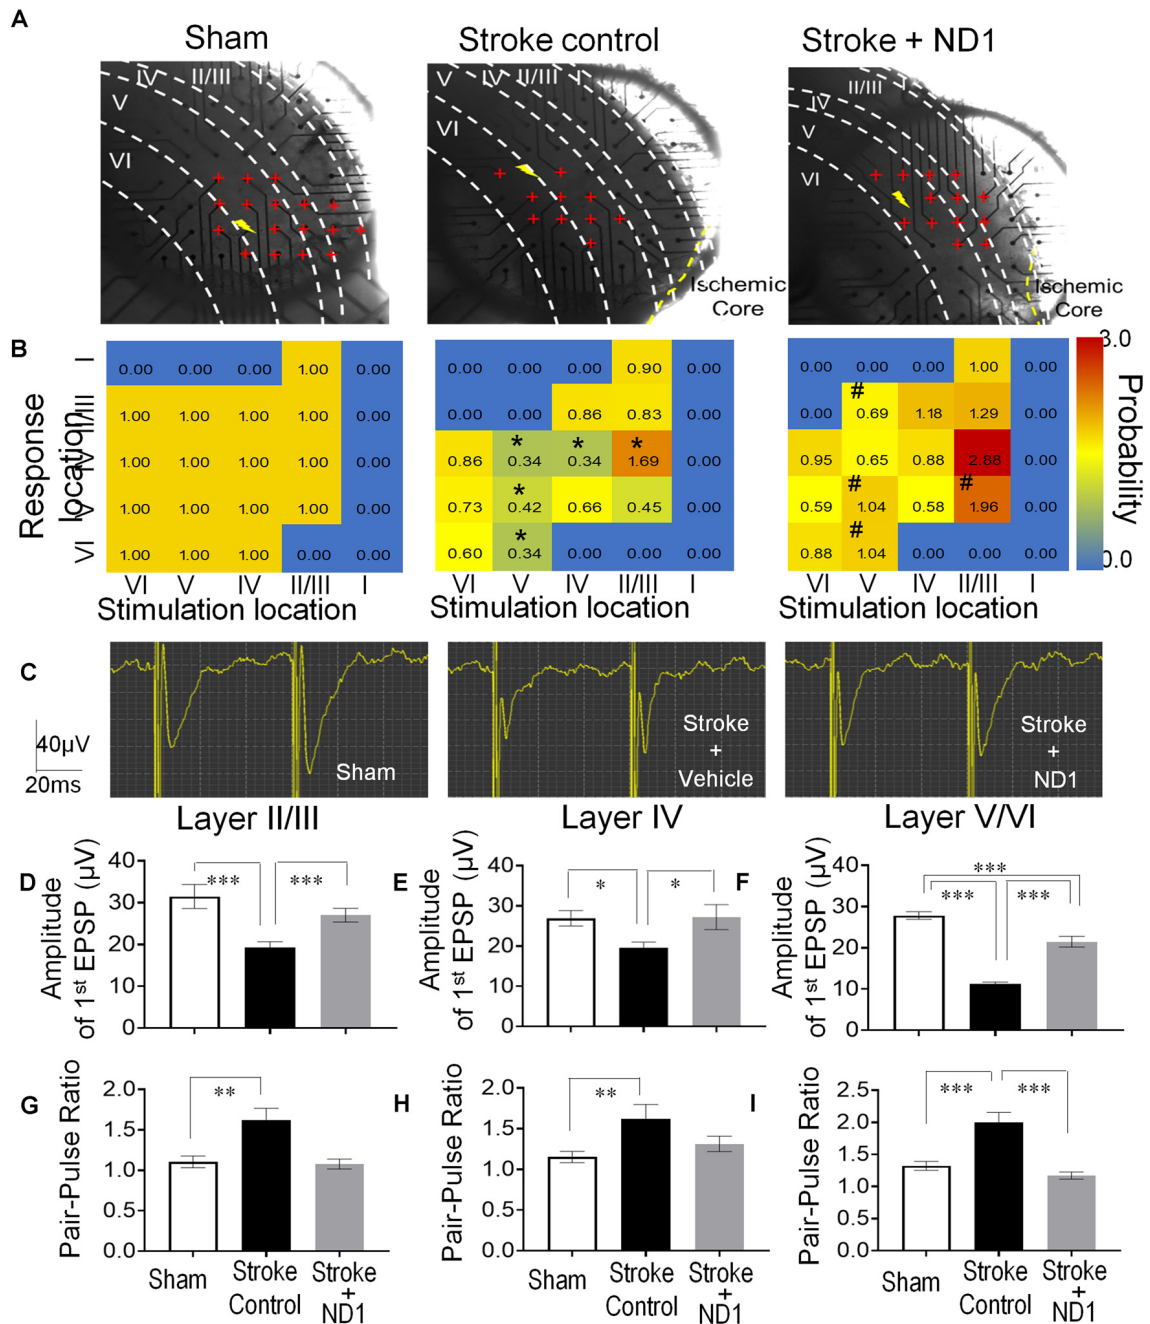 A
Sham
Stroke control
Stroke + ND1
IV II/III I
V
VI
V IV II/III I
VI
Ischemic
Core
I
II/III
IV
V
VI
Ischemic
Core
B
Response
location
I
II/III
IV
V
VI
0.00 0.00 0.00 1.00 0.00
1.00 1.00 1.00 1.00 0.00
1.00 1.00 1.00 1.00 0.00
1.00 1.00 1.00 1.00 0.00
1.00 1.00 1.00 0.00 0.00
VI V IV II/III I
Stimulation location
0.00 0.00 0.00 0.90 0.00
0.00 0.00 0.86 0.83 0.00
* * *
0.86 0.34 0.34 1.69 0.00
*
0.73 0.42 0.66 0.45 0.00
*
0.60 0.34 0.00 0.00 0.00
VI V IV II/III I
Stimulation location
0.00 0.00 0.00 1.00 0.00
#
0.00 0.69 1.18 1.29 0.00
0.95 0.65 0.88 2.88 0.00
# #
0.59 1.04 0.58 1.96 0.00
#
0.88 1.04 0.00 0.00 0.00
VI V IV II/III I
Stimulation location
3.0
Probability
0.0
C
40μV
20ms
Sham
Stroke
+
Vehicle
Stroke
+
ND1
Layer II/III
Layer IV
Layer V/VI
D
Amplitude
of 1st EPSP (μV)
40
30
20
10
0
*** ***
E
Amplitude
of 1st EPSP (μV)
40
30
20
10
0
* *
F
Amplitude
of 1st EPSP (μV)
40
30
20
10
0
***
*** ***
G
Pair-Pulse Ratio
2.0
1.5
1.0
0.5
0.0
**
Sham
Stroke
Control
Stroke
+
ND1
H
Pair-Pulse Ratio
2.0
1.5
1.0
0.5
0.0
**
Sham
Stroke
Control
Stroke
+
ND1
I
Pair-Pulse Ratio
2.5
2.0
1.5
1.0
0.5
0.0
*** ***
Sham
Stroke
Control
Stroke
+
ND1